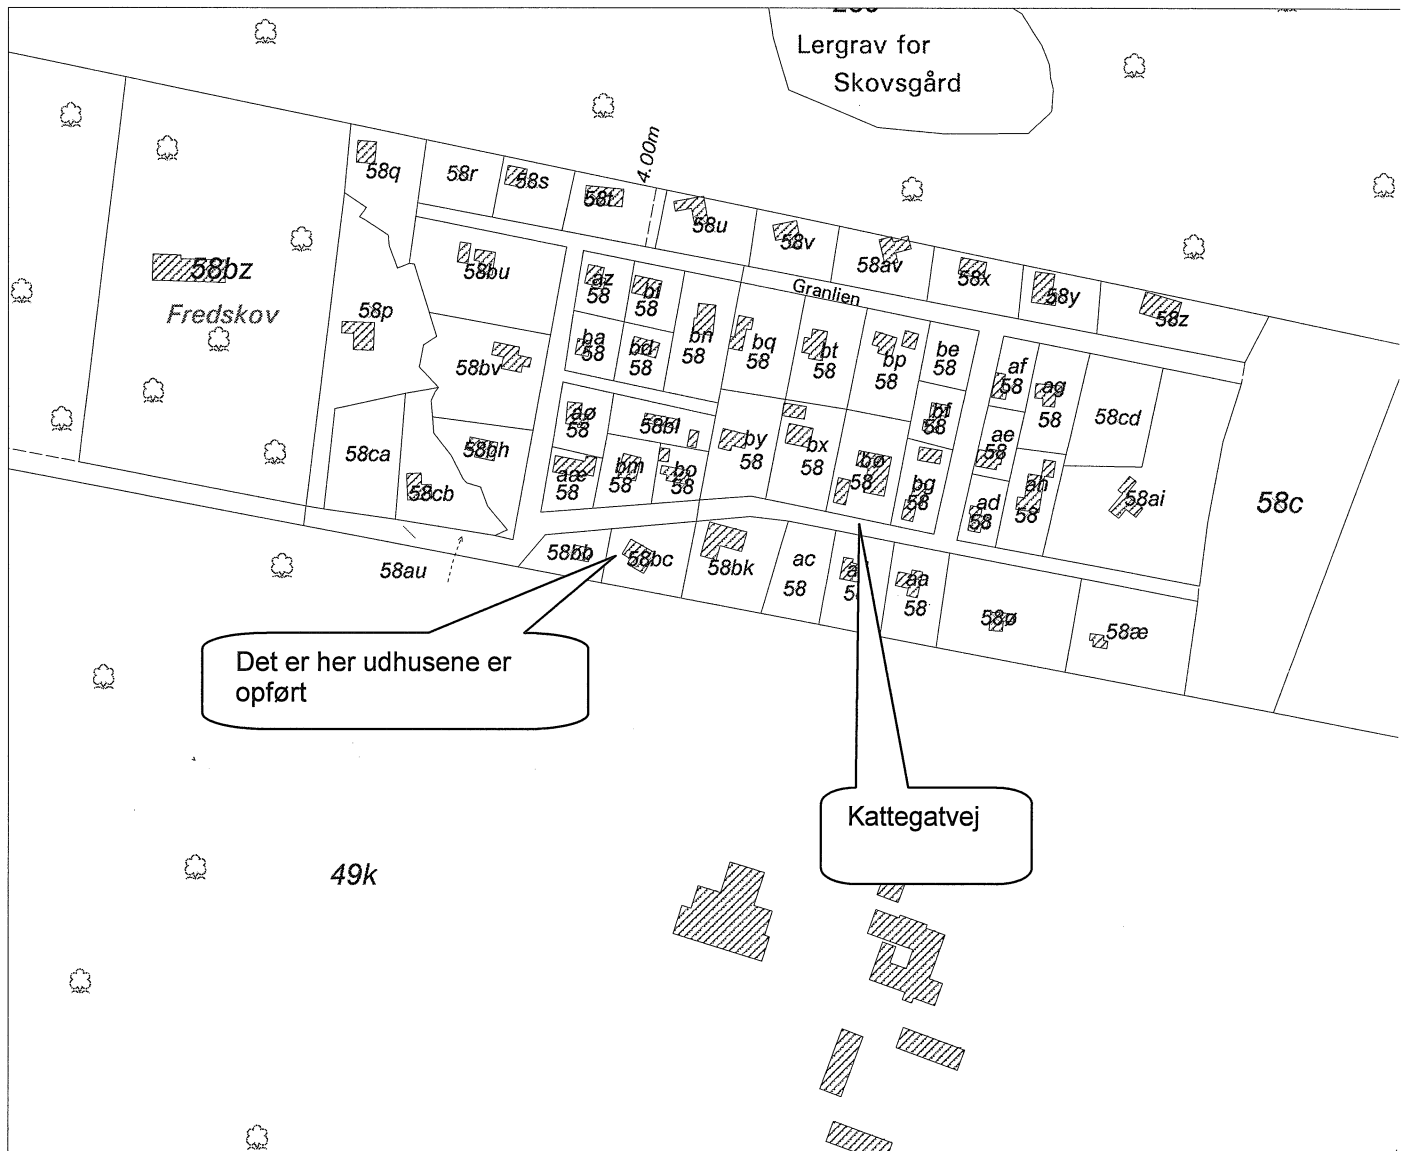 Lergrav for
Skovsgård
4.00m
58q
58r
58s
58t
58u
58v
58av
58x
58y
58z
58bz
Fredskov
58p
58bu
58bv
az
58
bi
58
bn
58
ba
58
bd
58
Granlien
bq
58
bt
58
bp
58
be
58
bf
58
af
58
ag
58
58cd
ae
58
58ca
58cb
58bh
aø
58
58bl
by
58
bx
58
bø
58
bg
58
ad
58
ah
58
58ai
58c
aæ
58
bm
58
bo
58
58au
58bb
58bc
58bk
ac
58
aa
58
58ø
58æ
Det er her udhusene er
opført
Kattegatvej
49k